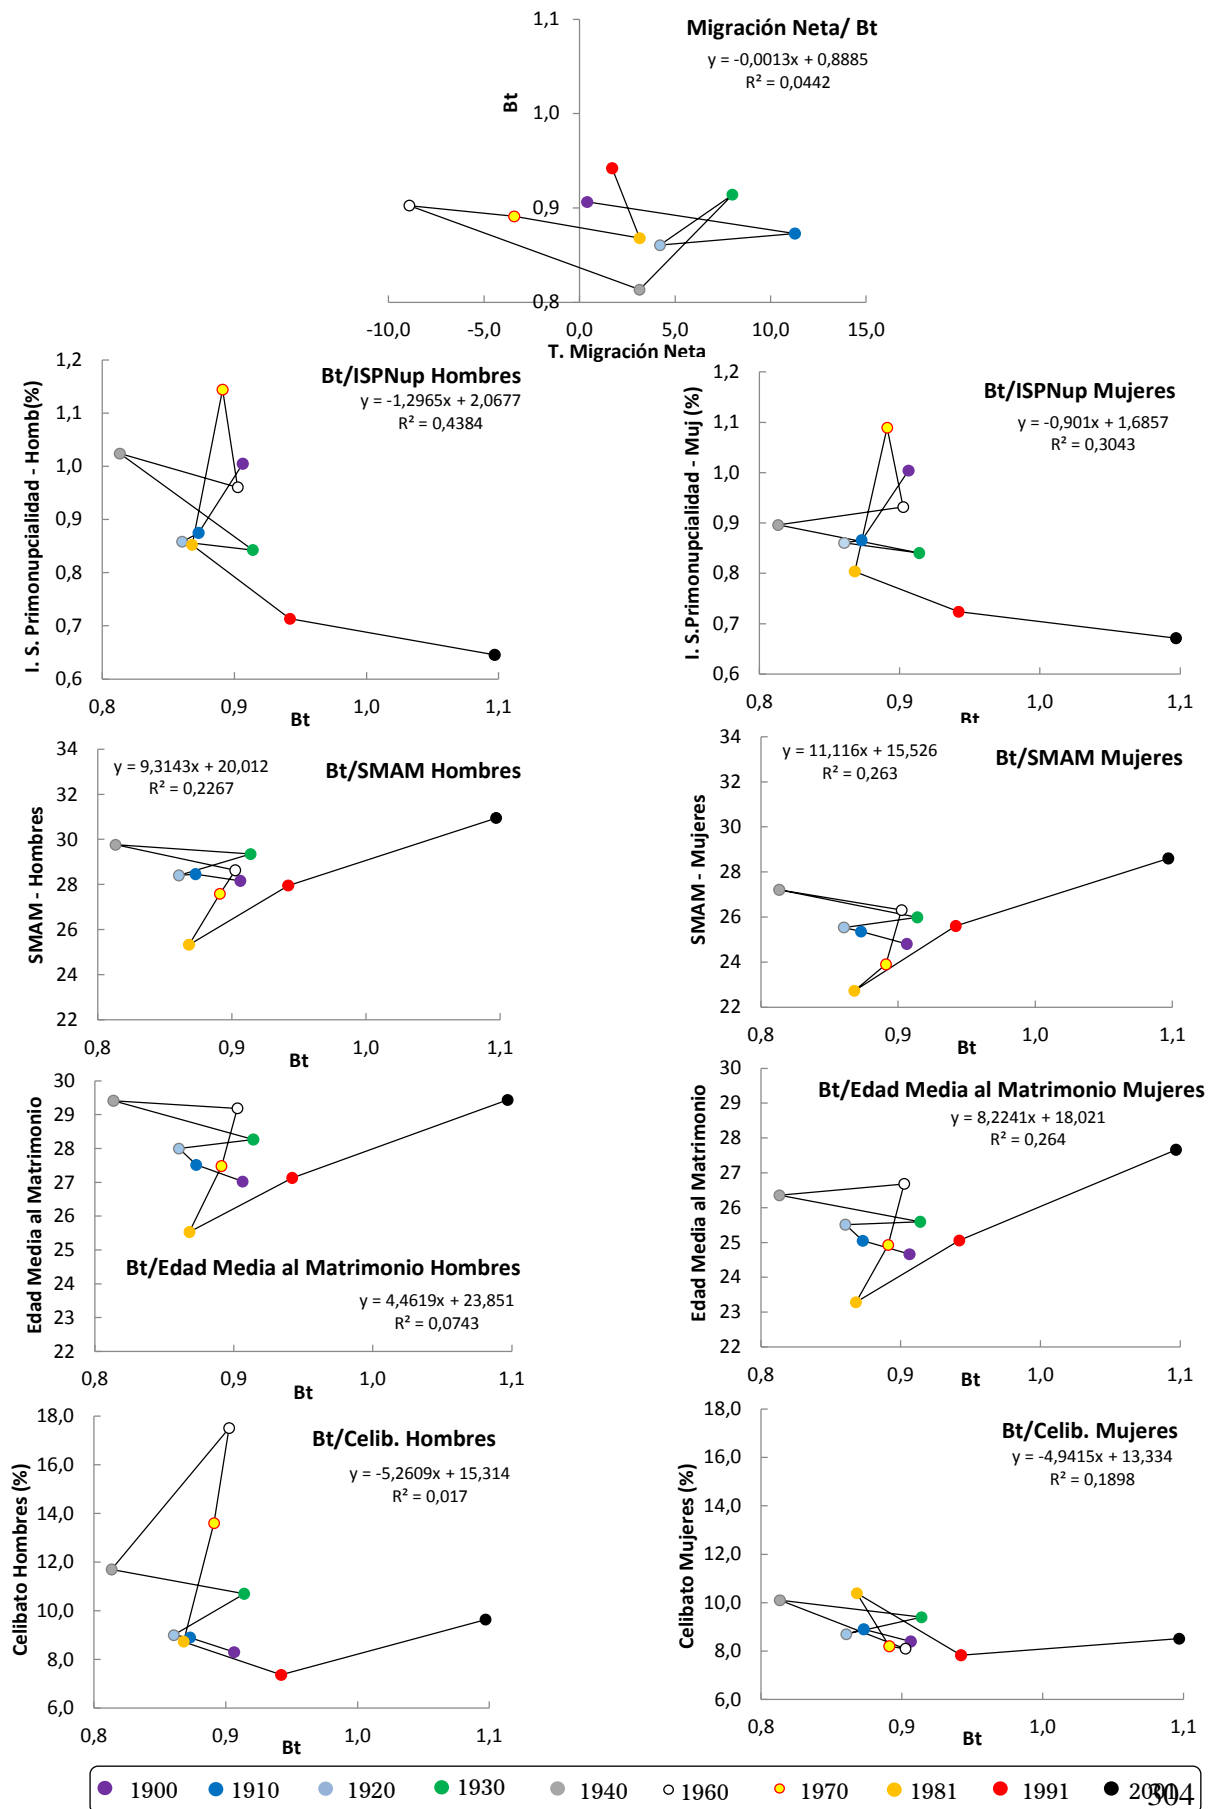 1,1
Migración Neta/ Bt
y = -0,0013x + 0,8885
R² = 0,0442
Bt
1,0
0,9
0,8
-10,0 -5,0 0,0 5,0 10,0 15,0
T. Migración Neta
I. S. Primonupcialidad - Homb(%)
1,2
1,1
1,0
0,9
0,8
0,7
0,6
Bt/ISPNup Hombres
y = -1,2965x + 2,0677
R² = 0,4384
0,8 0,9 1,0 1,1
Bt
I. S.Primonupcialidad - Muj (%)
1,2
1,1
1,0
0,9
0,8
0,7
0,6
Bt/ISPNup Mujeres
y = -0,901x + 1,6857
R² = 0,3043
0,8 0,9 1,0 1,1
Bt
SMAM - Hombres
34
32
30
28
26
24
22
y = 9,3143x + 20,012
R² = 0,2267
Bt/SMAM Hombres
0,8 0,9 1,0 1,1
Bt
SMAM - Mujeres
34
32
30
28
26
24
22
y = 11,116x + 15,526
R² = 0,263
Bt/SMAM Mujeres
0,8 0,9 1,0 1,1
Bt
Edad Media al Matrimonio
30
29
28
27
26
25
24
23
22
Bt/Edad Media al Matrimonio Hombres
y = 4,4619x + 23,851
R² = 0,0743
0,8 0,9 1,0 1,1
Bt
Edad Media al Matrimonio
30
29
28
27
26
25
24
23
22
Bt/Edad Media al Matrimonio Mujeres
y = 8,2241x + 18,021
R² = 0,264
0,8 0,9 1,0 1,1
Bt
Celibato Hombres (%)
18,0
16,0
14,0
12,0
10,0
8,0
6,0
Bt/Celib. Hombres
y = -5,2609x + 15,314
R² = 0,017
0,8 0,9 1,0 1,1
Bt
Celibato Mujeres (%)
18,0
16,0
14,0
12,0
10,0
8,0
6,0
Bt/Celib. Mujeres
y = -4,9415x + 13,334
R² = 0,1898
0,8 0,9 1,0 1,1
Bt
1900 1910 1920 1930 1940 1960 1970 1981 1991 2001
304